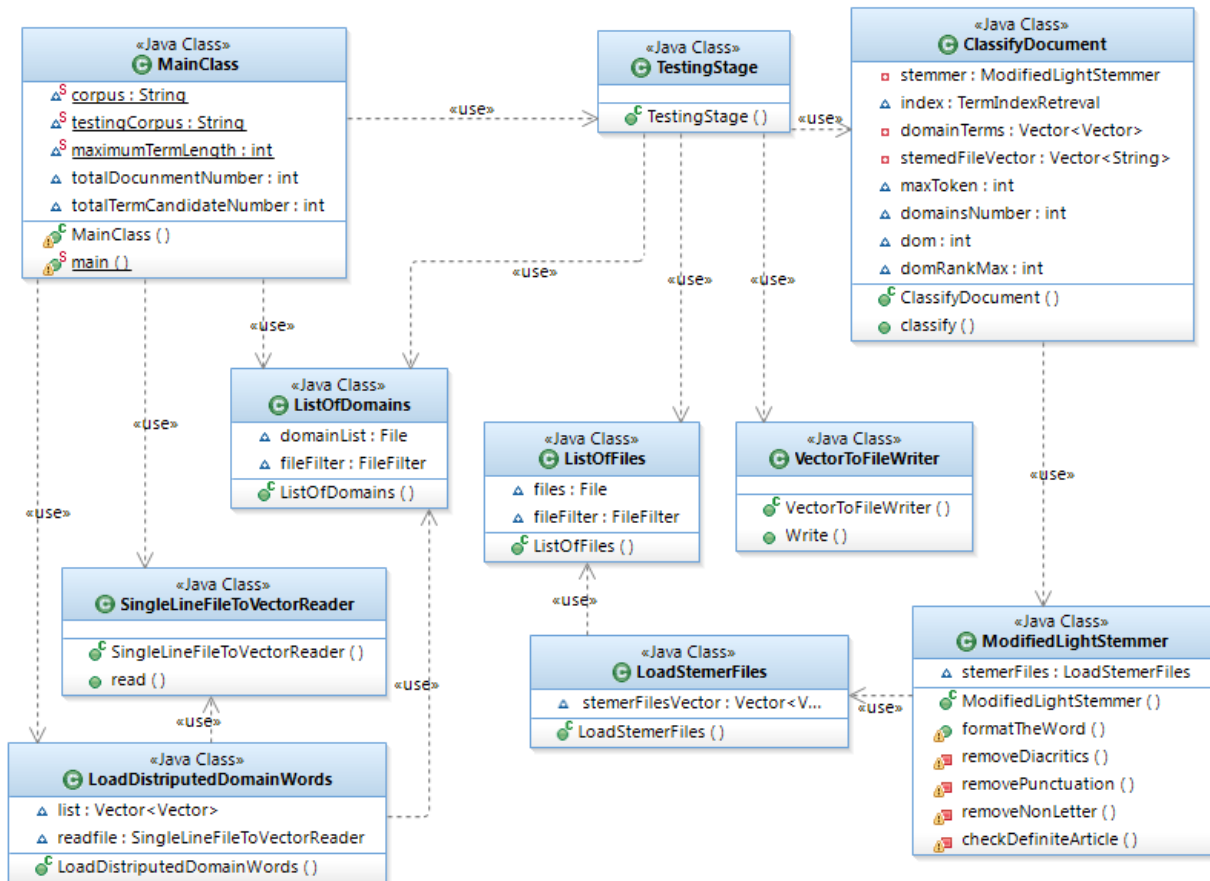 «Java Class»
MainClass
corpus : String
testingCorpus : String
maximumTermLength : int
totalDocunmentNumber : int
totalTermCandidateNumber : int
MainClass ( )
main ( )
«use»
«Java Class»
TestingStage
TestingStage ( )
«use»
«Java Class»
ClassifyDocument
stemmer : ModifiedLightStemmer
index : TermIndexRetreval
domainTerms : Vector<Vector>
stemedFileVector : Vector<String>
maxToken : int
domainsNumber : int
dom : int
domRankMax : int
ClassifyDocument ( )
classify ( )
«use»
«use»
«use»
«use»
«use»
«use»
«use»
«Java Class»
ListOfDomains
domainList : File
fileFilter : FileFilter
ListOfDomains ( )
«Java Class»
ListOfFiles
files : File
fileFilter : FileFilter
ListOfFiles ( )
«Java Class»
VectorToFileWriter
VectorToFileWriter ( )
Write ( )
«use»
«Java Class»
SingleLineFileToVectorReader
SingleLineFileToVectorReader ( )
read ( )
«use»
«use»
«use»
«Java Class»
LoadStemerFiles
stemerFilesVector : Vector<V...
LoadStemerFiles ( )
«use»
«Java Class»
ModifiedLightStemmer
stemerFiles : LoadStemerFiles
ModifiedLightStemmer ( )
formatTheWord ( )
removeDiacritics ( )
removePunctuation ( )
removeNonLetter ( )
checkDefiniteArticle ( )
«Java Class»
LoadDistriputedDomainWords
list : Vector<Vector>
readfile : SingleLineFileToVectorReader
LoadDistriputedDomainWords ( )